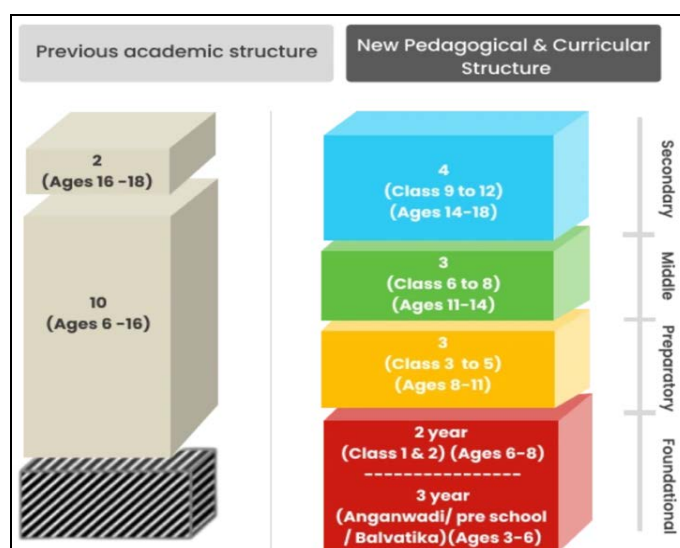 Previous academic structure
New Pedagogical & Curricular
Structure
2
(Ages 16 -18)
10
(Ages 6 -16)
4
(Class 9 to 12)
(Ages 14-18)
Secondary
3
(Class 6 to 8)
(Ages 11-14)
Middle
3
(Class 3 to 5)
(Ages 8-11)
Preparatory
2 year
(Class 1 & 2) (Ages 6-8)
3 year
(Anganwadi/ pre school
/ Balvatika)(Ages 3-6)
Foundational